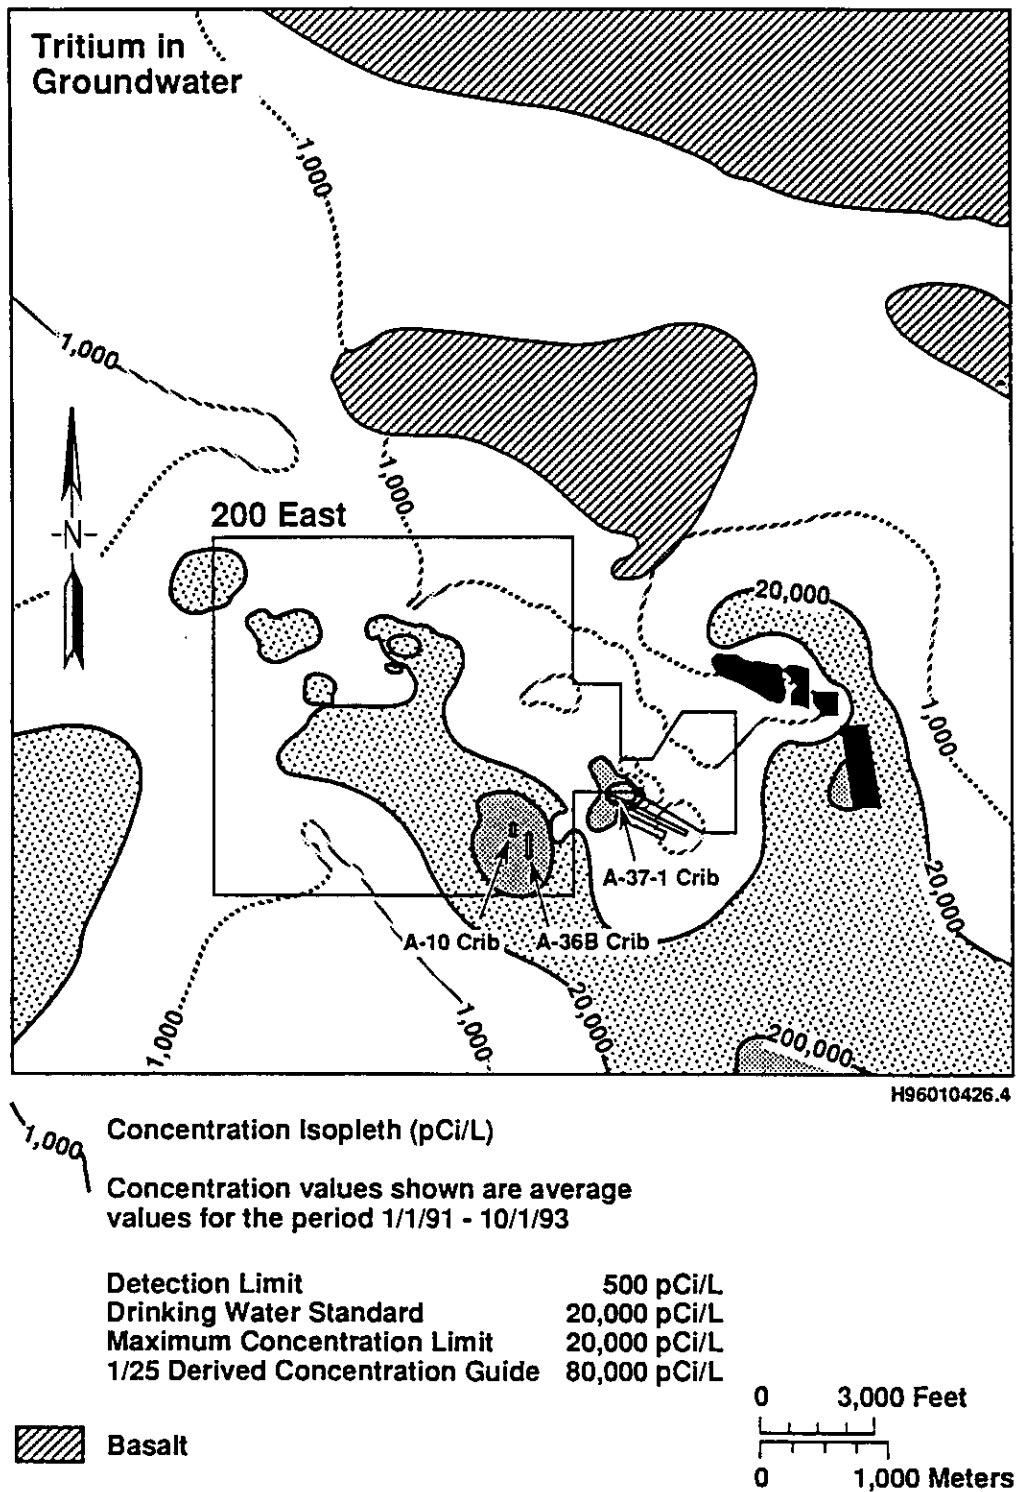 Tritium in
Groundwater
1,000
1,000
1,000
N
200 East
20,000
1,000
A-37-1 Crib
20,000
A-10 Crib
A-36B Crib
1,000
1,000
20,000
200,000
H96010426.4
1,000
Concentration Isopleth (pCi/L)
Concentration values shown are average
values for the period 1/1/91 - 10/1/93
Detection Limit 500 pCi/L
Drinking Water Standard 20,000 pCi/L
Maximum Concentration Limit 20,000 pCi/L
1/25 Derived Concentration Guide 80,000 pCi/L
0 3,000 Feet
Basalt
0 1,000 Meters